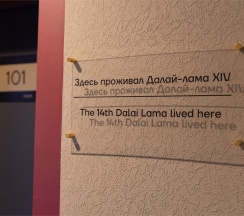 101
Здесь проживал Далай-лама XIV
The 14th Dalai Lama lived here